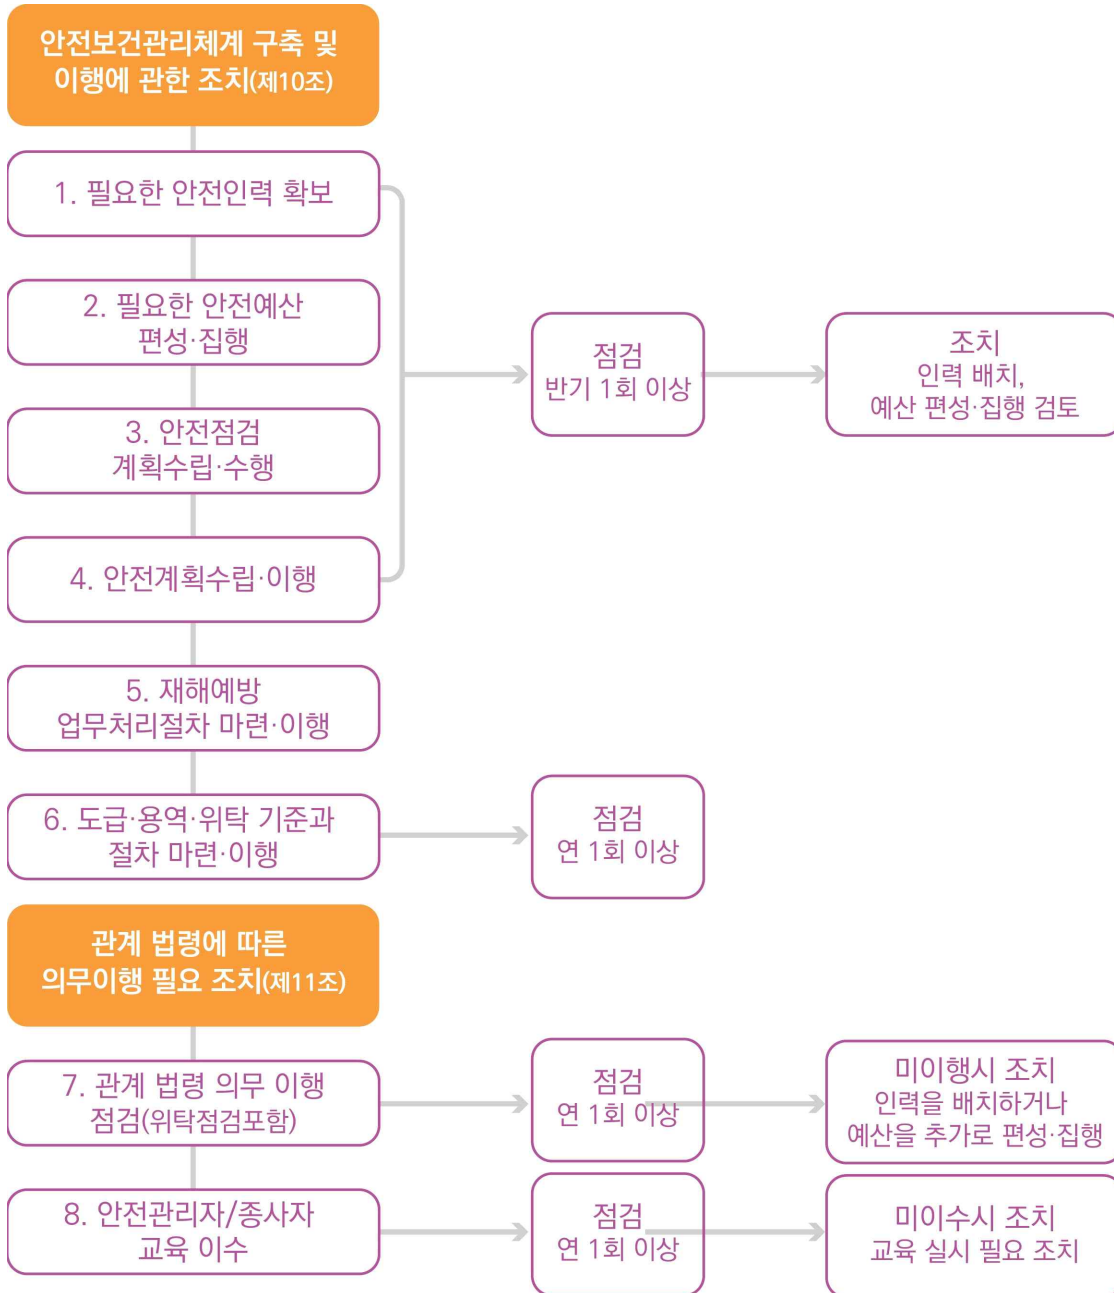 안전보건관리체계 구축 및
이행에 관한 조치(제10조)
1. 필요한 안전인력 확보
2. 필요한 안전예산
편성·집행
3. 안전점검
계획수립·수행
4. 안전계획수립·이행
점검
반기 1회 이상
조치
인력 배치,
예산 편성·집행 검토
5. 재해예방
업무처리절차 마련·이행
6. 도급·용역·위탁 기준과
절차 마련·이행
점검
연 1회 이상
관계 법령에 따른
의무이행 필요 조치(제11조)
7. 관계 법령 의무 이행
점검(위탁점검포함)
점검
연 1회 이상
미이행시 조치
인력을 배치하거나
예산을 추가로 편성·집행
8. 안전관리자/종사자
교육 이수
점검
연 1회 이상
미이수시 조치
교육 실시 필요 조치